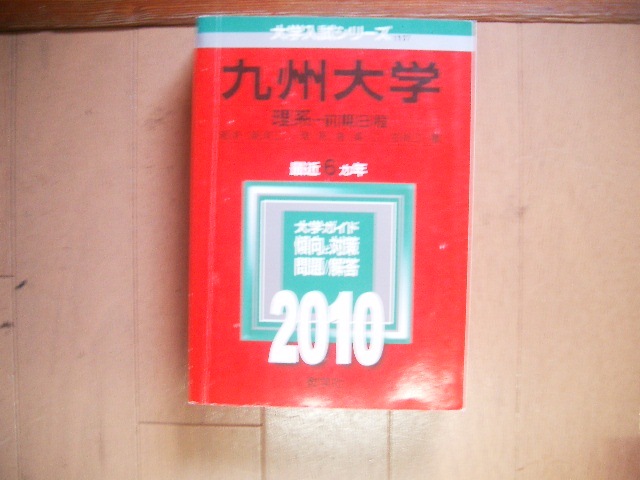 大学入試シリーズ
九州大学
理系-前期日程
最近6カ年
大学ガイド
傾向と対策
問題/解答
2010